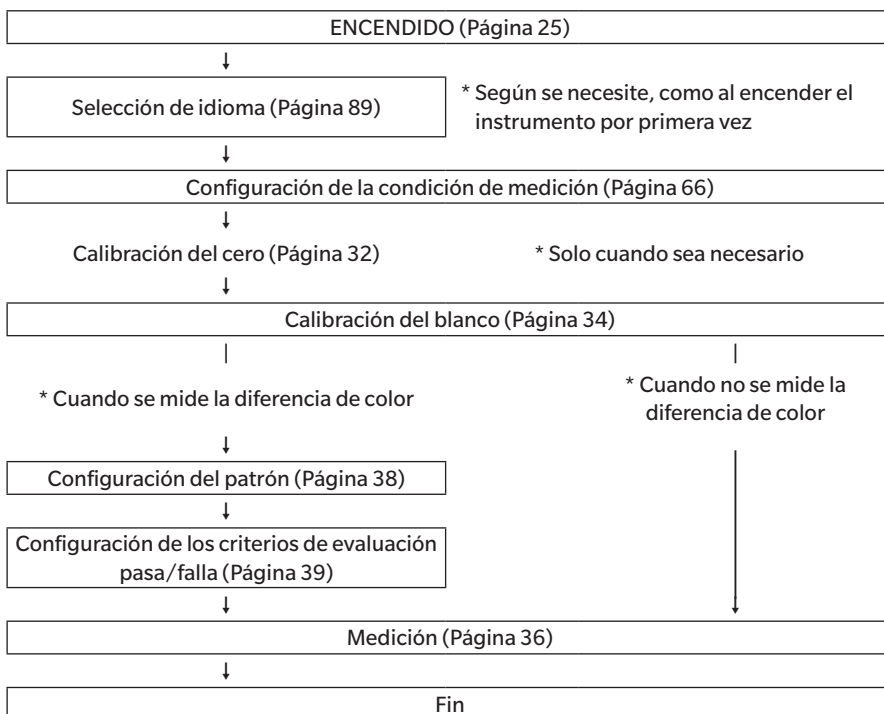 ENCENDIDO (Página 25)
Selección de idioma (Página 89)
* Según se necesite, como al encender el
instrumento por primera vez
Configuración de la condición de medición (Página 66)
Calibración del cero (Página 32)
* Solo cuando sea necesario
Calibración del blanco (Página 34)
* Cuando se mide la diferencia de color
* Cuando no se mide la
diferencia de color
Configuración del patrón (Página 38)
Configuración de los criterios de evaluación
pasa/falla (Página 39)
Medición (Página 36)
Fin